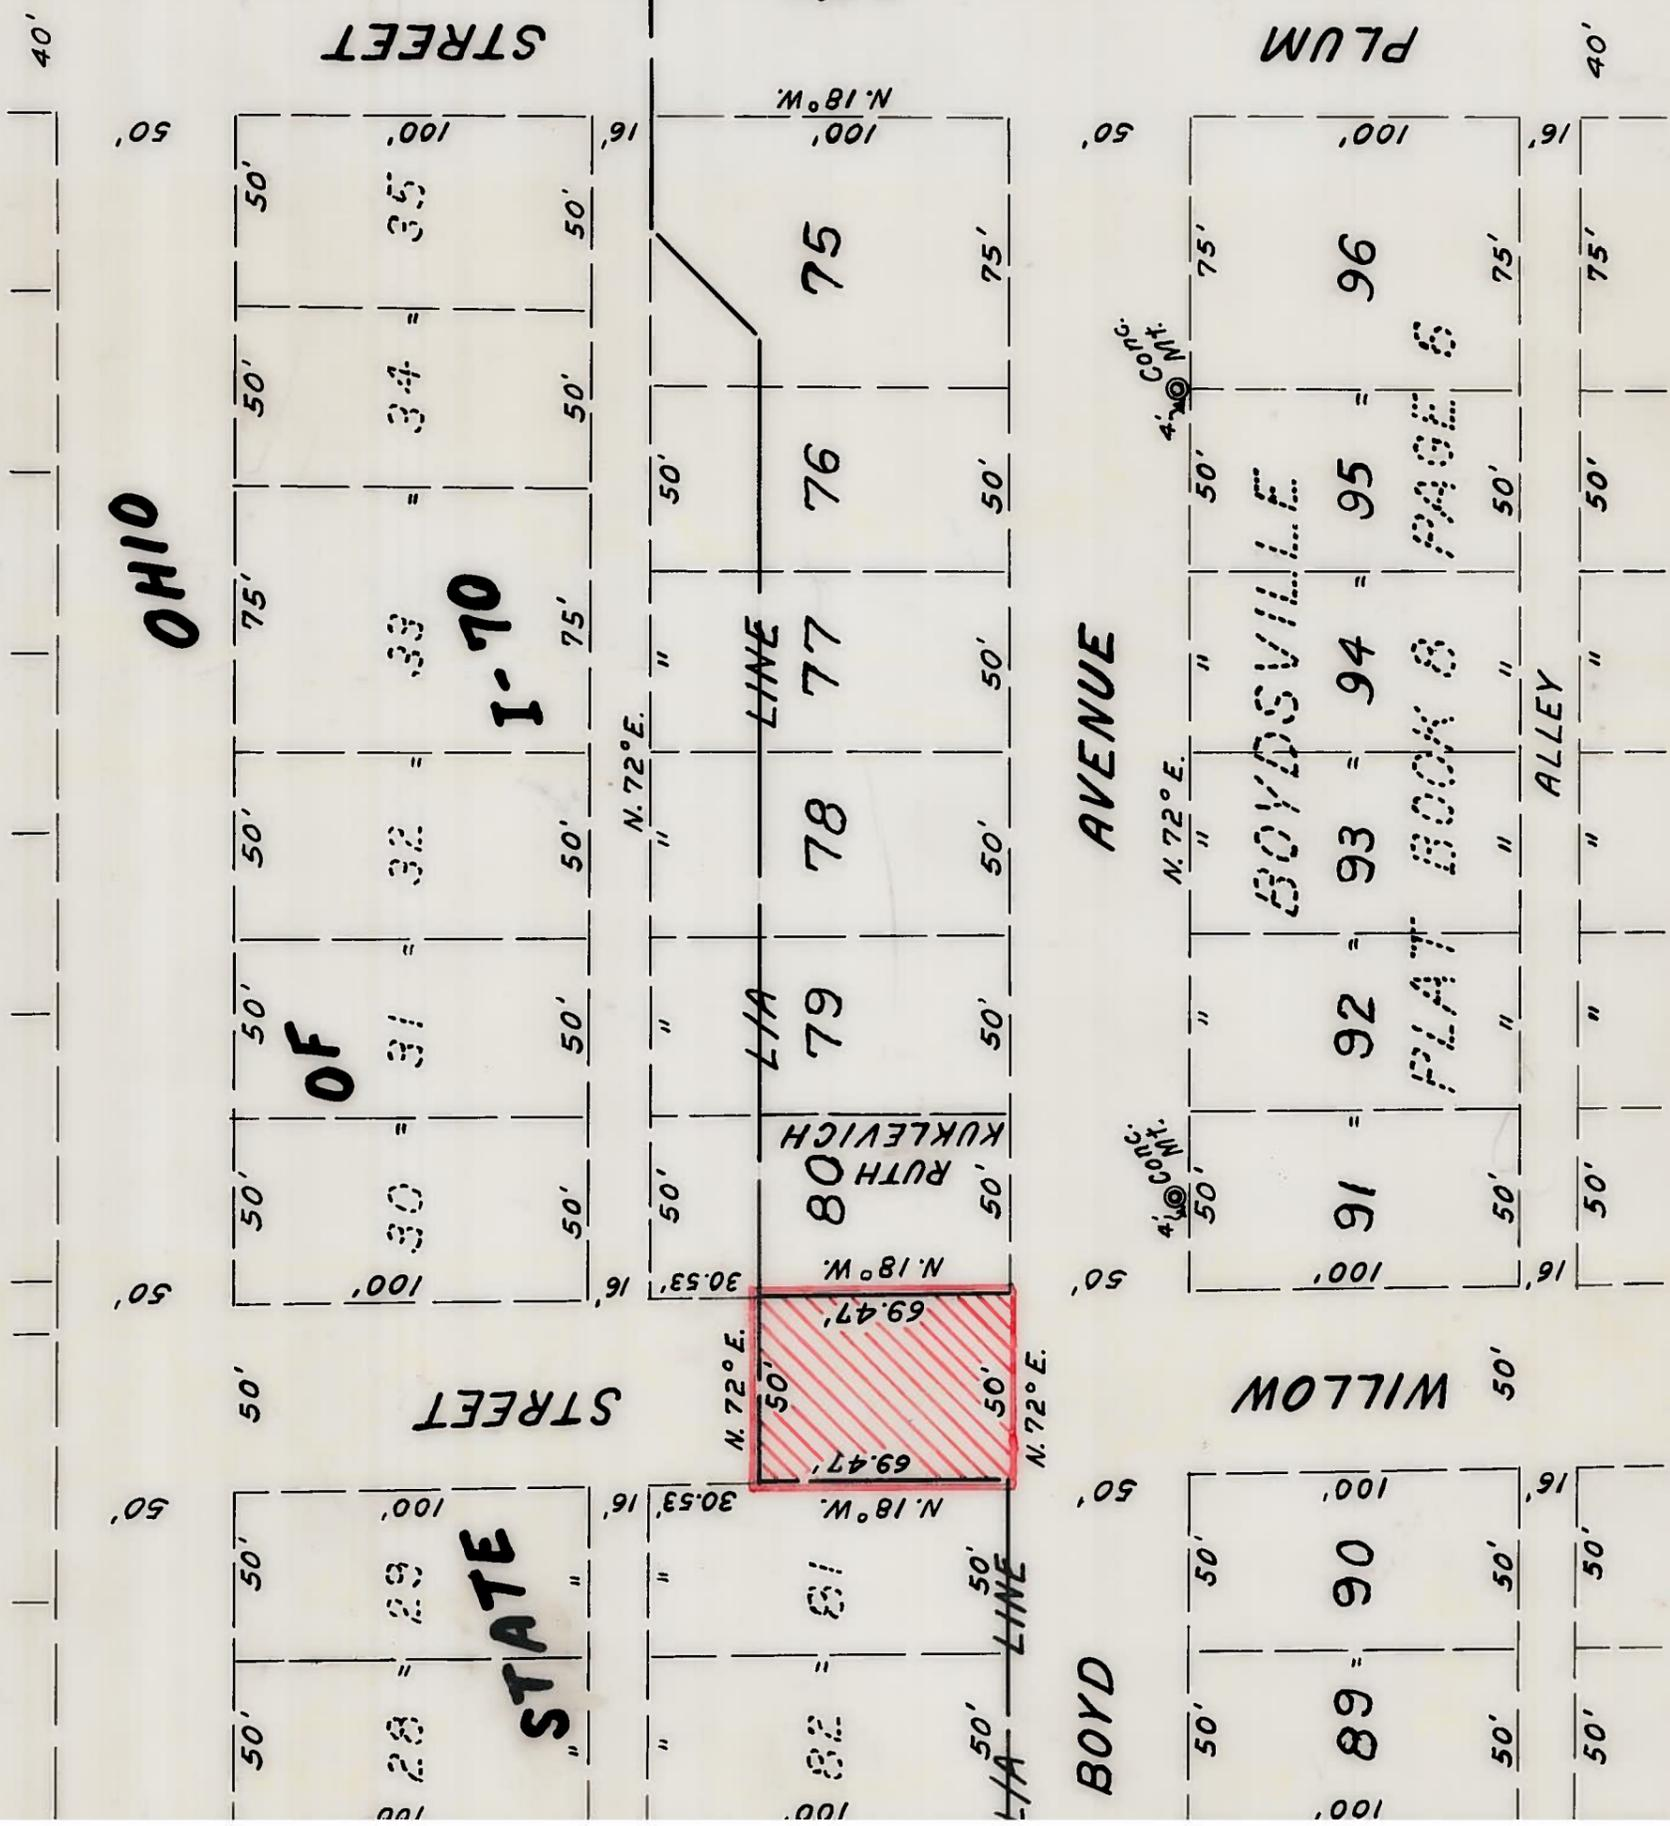 40'
50' 50' 50'
STATE OF OHIO
I-70
50' 50' 50' 50' 50' 50' 75' 50' 50'
100' 100' 100' 100'
28 " 29 30 " 31 " 32 " 33 " 34 " 35
STREET STREET
" " 50' 50' 50' 75' 50' 50'
16' 16' 16'
N. 72° E. N.18°W.
" " 50' " " " 50'
30.53' 30.53'
N. 72° E.
L/A LINE
50'
69.47' 69.47'
N. 18° W. N. 18° W.
100' 100'
82 " 81 80 79 78 77 76 75
RUTH
KUKLEVICH
50' 50' 50' 50' 50' 50' 50' 50' 75'
L/A LINE
N. 72° E.
BOYD AVENUE
50' 50' 50'
4' Conc. Mt. 4' Conc. Mt.
N. 72° E.
50' 50' 50' " " " 50' 75'
BOYDSVILLE
PLAT BOOK 8 PAGE 6
100' 100' 100' 100'
89 " 90 91 " 92 " 93 " 94 " 95 " 96
WILLOW PLUM
50' 50' 50' 50' " " " 50' 75'
ALLEY
16' 16' 16'
50' 50' 50' " " " 50' 75' 40'